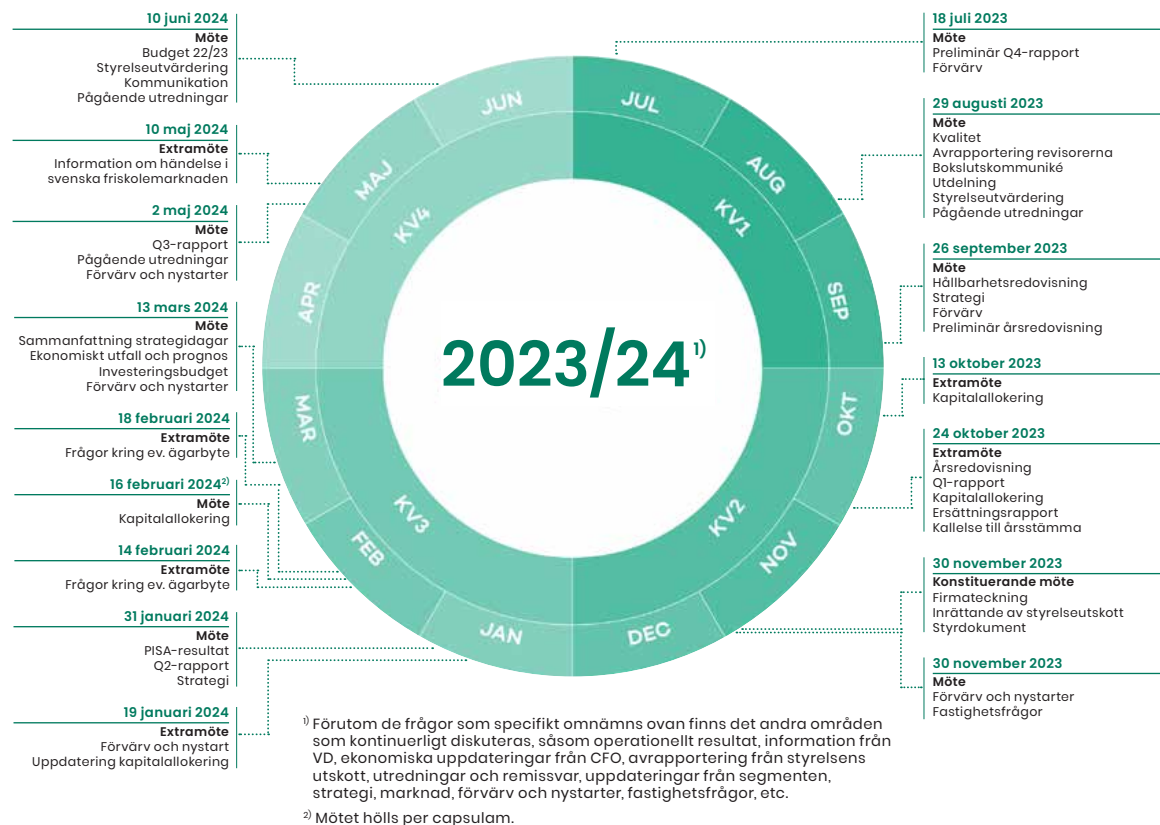 10 juni 2024
Möte
Budget 22/23
Styrelseutvärdering
Kommunikation
Pågående utredningar
10 maj 2024
Extramöte
Information om händelse i
svenska friskolemarknaden
2 maj 2024
Möte
Q3-rapport
Pågående utredningar
Förvärv och nystarter
13 mars 2024
Möte
Sammanfattning strategidagar
Ekonomiskt utfall och prognos
Investeringsbudget
Förvärv och nystarter
18 februari 2024
Extramöte
Frågor kring ev. ägarbyte
16 februari 2024²⁾
Möte
Kapitalallokering
14 februari 2024
Extramöte
Frågor kring ev. ägarbyte
31 januari 2024
Möte
PISA-resultat
Q2-rapport
Strategi
19 januari 2024
Extramöte
Förvärv och nystart
Uppdatering kapitalallokering
JUL
AUG
SEP
OKT
NOV
DEC
JAN
FEB
MAR
APR
MAJ
JUN
KV1
KV2
KV3
KV4
2023/24¹⁾
18 juli 2023
Möte
Preliminär Q4-rapport
Förvärv
29 augusti 2023
Möte
Kvalitet
Avrapportering revisorerna
Bokslutskommuniké
Utdelning
Styrelseutvärdering
Pågående utredningar
26 september 2023
Möte
Hållbarhetsredovisning
Strategi
Förvärv
Preliminär årsredovisning
13 oktober 2023
Extramöte
Kapitalallokering
24 oktober 2023
Extramöte
Årsredovisning
Q1-rapport
Kapitalallokering
Ersättningsrapport
Kallelse till årsstämma
30 november 2023
Konstituerande möte
Firmateckning
Inrättande av styrelseutskott
Styrdokument
30 november 2023
Möte
Förvärv och nystarter
Fastighetsfrågor
¹⁾ Förutom de frågor som specifikt omnämns ovan finns det andra områden
som kontinuerligt diskuteras, såsom operationellt resultat, information från
VD, ekonomiska uppdateringar från CFO, avrapportering från styrelsens
utskott, utredningar och remissvar, uppdateringar från segmenten,
strategi, marknad, förvärv och nystarter, fastighetsfrågor, etc.
²⁾ Mötet hölls per capsulam.